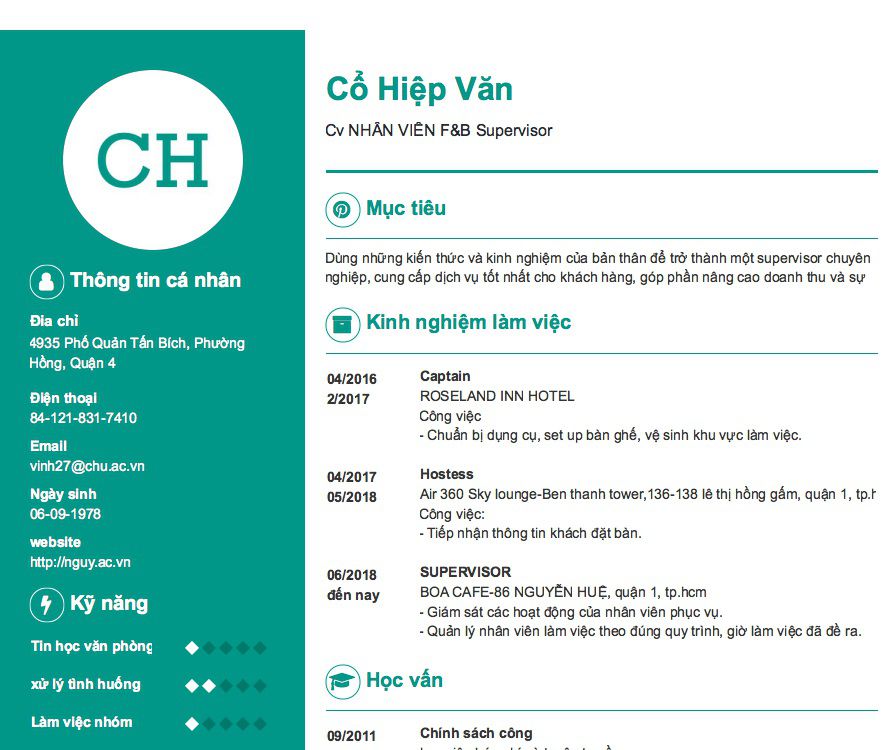 CH
Thông tin cá nhân
Địa chỉ
4935 Phố Quản Tấn Bích, Phường
Hồng, Quận 4
Điện thoại
84-121-831-7410
Email
vinh27@chu.ac.vn
Ngày sinh
06-09-1978
website
http://nguy.ac.vn
Kỹ năng
Tin học văn phòng
xử lý tình huống
Làm việc nhóm
Cổ Hiệp Văn
Cv NHÂN VIÊN F&B Supervisor
Mục tiêu
Dùng những kiến thức và kinh nghiệm của bản thân để trở thành một supervisor chuyên
nghiệp, cung cấp dịch vụ tốt nhất cho khách hàng, góp phần nâng cao doanh thu và sự
Kinh nghiệm làm việc
04/2016
2/2017
Captain
ROSELAND INN HOTEL
Công việc
- Chuẩn bị dụng cụ, set up bàn ghế, vệ sinh khu vực làm việc.
04/2017
05/2018
Hostess
Air 360 Sky lounge-Ben thanh tower,136-138 lê thị hồng gấm, quận 1,
Công việc:
- Tiếp nhận thông tin khách đặt bàn.
06/2018
đến nay
SUPERVISOR
BOA CAFE-86 NGUYỄN HUỆ, quận 1, tp.hcm
- Giám sát các hoạt động của nhân viên phục vụ.
- Quản lý nhân viên làm việc theo đúng quy trình, giờ làm việc đã đề ra.
Học vấn
09/2011
Chính sách công